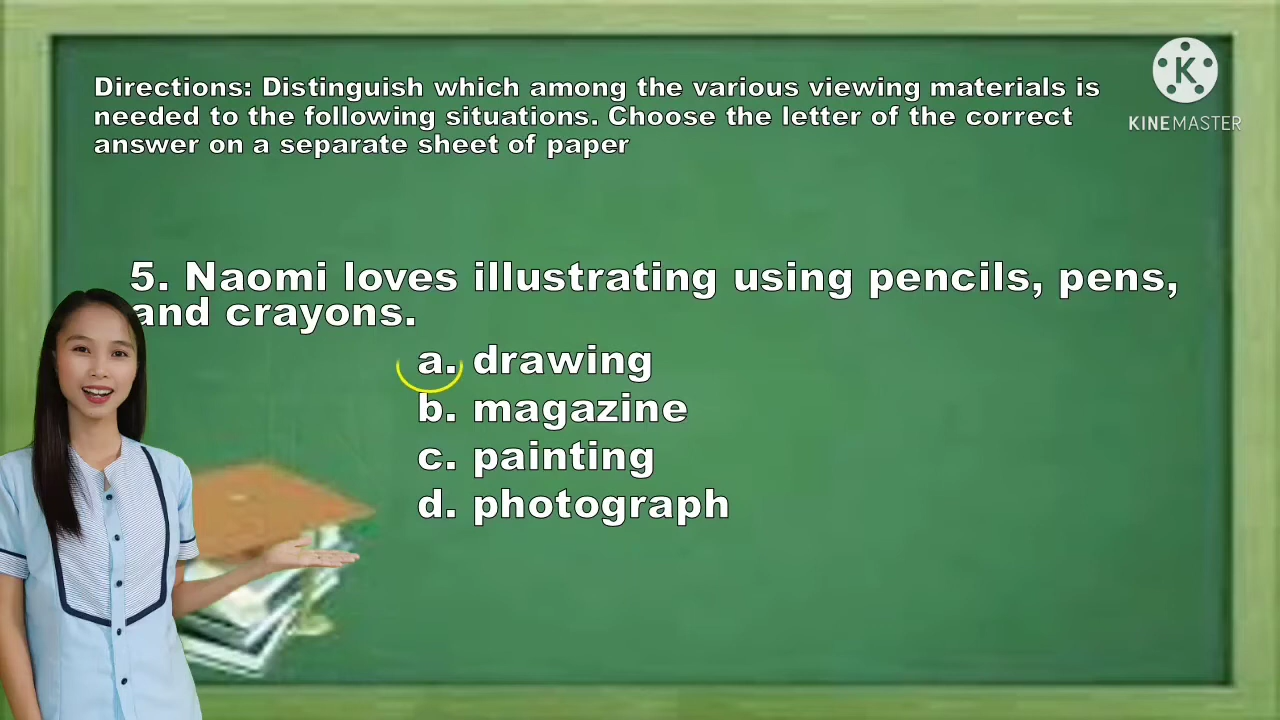 Directions: Distinguish which among the various viewing materials is
needed to the following situations. Choose the letter of the correct
answer on a separate sheet of paper
K
KINEMASTER
5. Naomi loves illustrating using pencils, pens,
and crayons.
a. drawing
b. magazine
c. painting
d. photograph